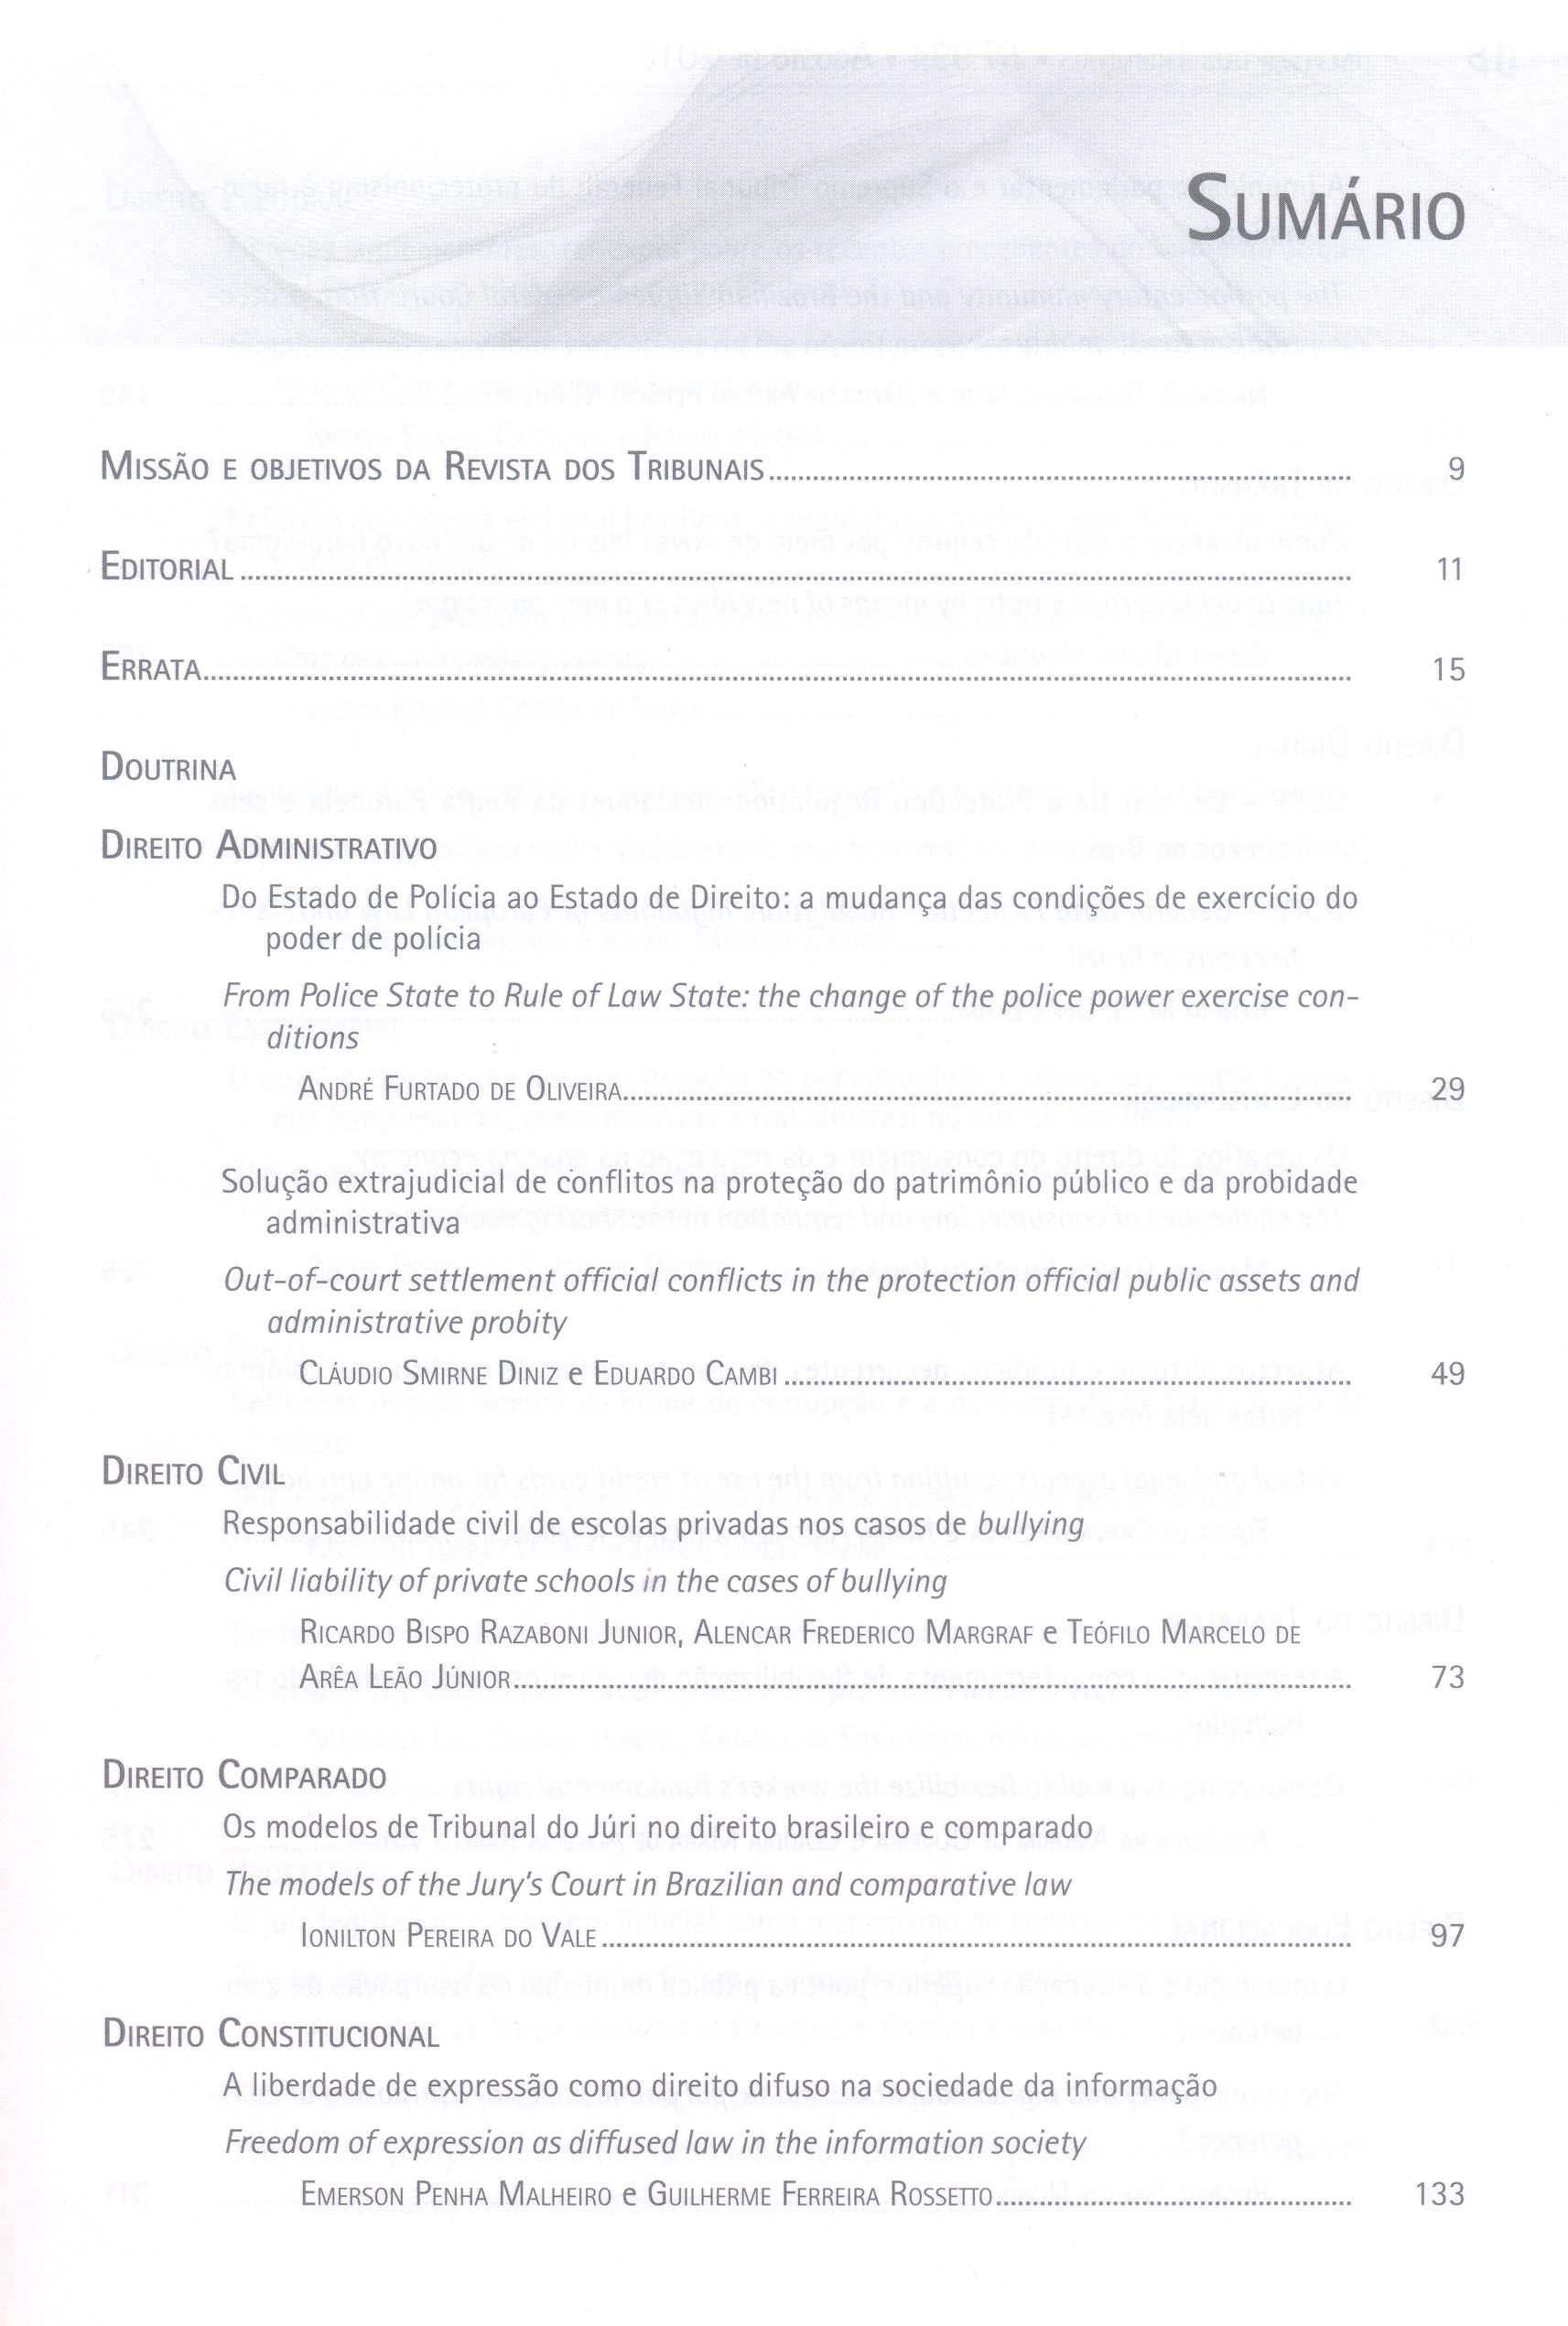 SUMÁRIO
MISSÃO E OBJETIVOS DA REVISTA DOS TRIBUNAIS 9
EDITORIAL 11
ERRATA 15
DOUTRINA
DIREITO ADMINISTRATIVO
Do Estado de Polícia ao Estado de Direito: a mudança das condições de exercício do
poder de polícia
From Police State to Rule of Law State: the change of the police power exercise con-
ditions
ANDRÉ FURTADO DE OLIVEIRA 29
Solução extrajudicial de conflitos na proteção do patrimônio público e da probidade
administrativa
Out-of-court settlement official conflicts in the protection official public assets and
administrative probity
CLÁUDIO SMIRNE DINIZ e EDUARDO CAMBI 49
DIREITO CIVIL
Responsabilidade civil de escolas privadas nos casos de bullying
Civil liability of private schools in the cases of bullying
RICARDO BISPO RAZABONI JUNIOR, ALENCAR FREDERICO MARGRAF e TEÓFILO MARCELO DE
ARÊA LEÃO JÚNIOR 73
DIREITO COMPARADO
Os modelos de Tribunal do Júri no direito brasileiro e comparado
The models of the Jury's Court in Brazilian and comparative law
IONILTON PEREIRA DO VALE 97
DIREITO CONSTITUCIONAL
A liberdade de expressão como direito difuso na sociedade da informação
Freedom of expression as diffused law in the information society
EMERSON PENHA MALHEIRO e GUILHERME FERREIRA ROSSETTO 133